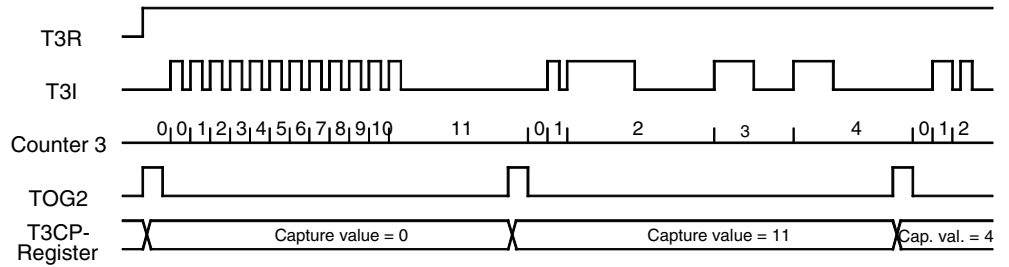 T3R
T3I
Counter 3 0 0 1 2 3 4 5 6 7 8 9 10 11 0 1 2 3 4 0 1 2
TOG2
T3CP-
Register
Capture value = 0 Capture value = 11 Cap. val. = 4